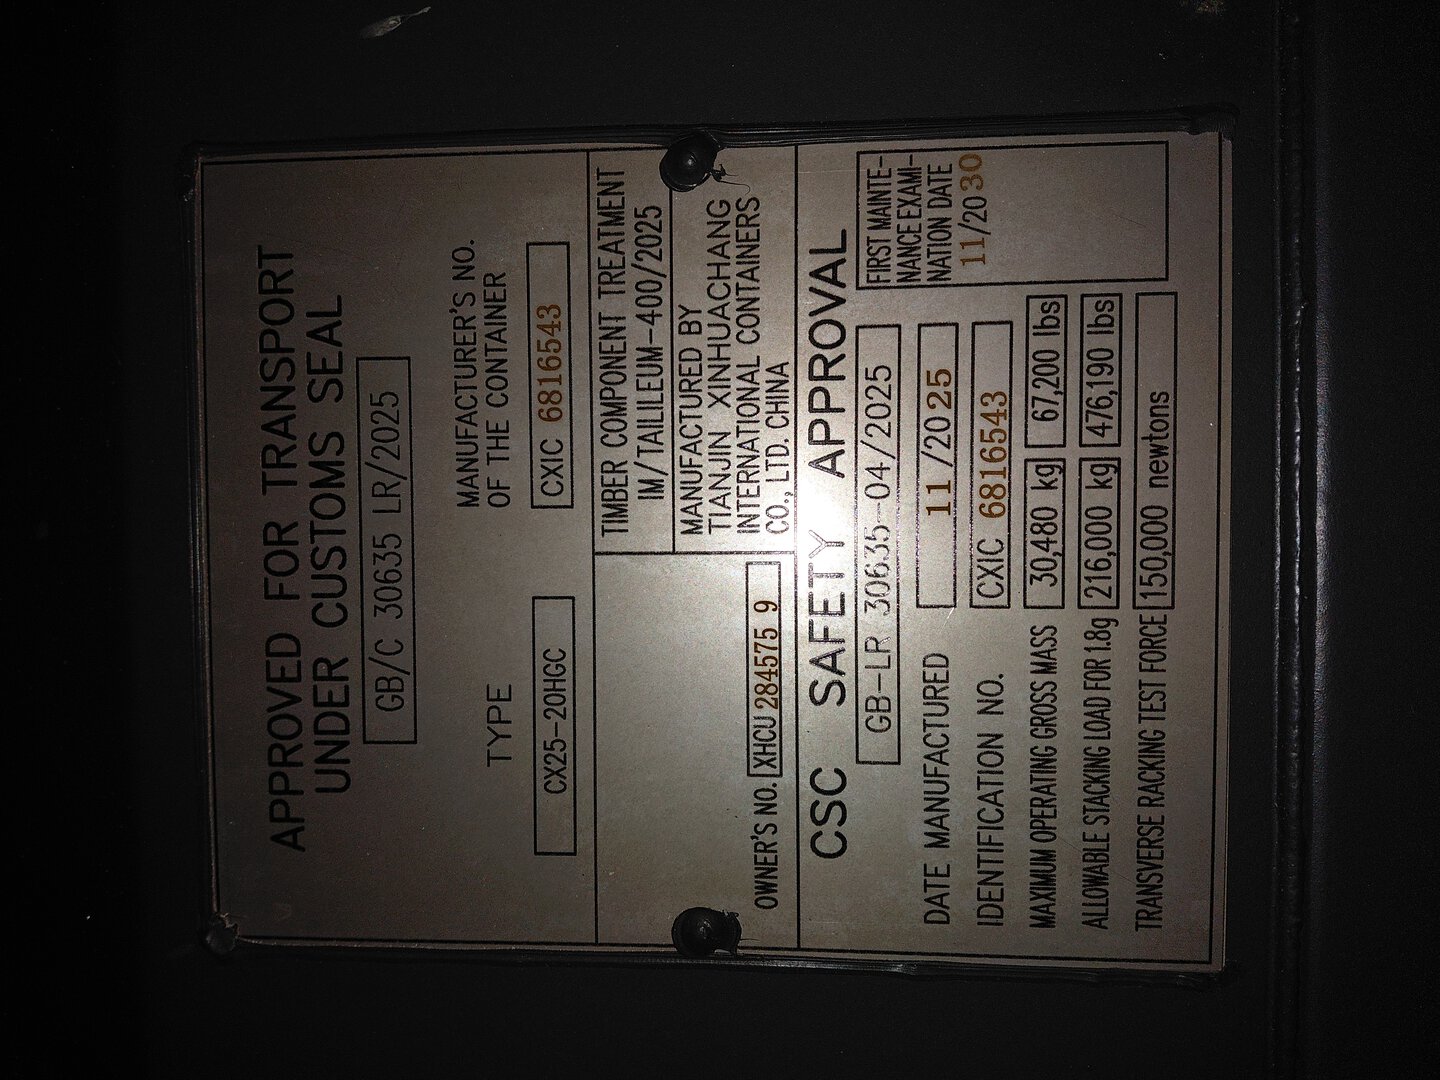 APPROVED FOR TRANSPORT
UNDER CUSTOMS SEAL
GB/C 30635 LR/2025
TYPE
CX25-20HGC
MANUFACTURER'S NO.
OF THE CONTAINER
CXIC 6816543
TIMBER COMPONENT TREATMENT
IM/TAILILEUM-400/2025
MANUFACTURED BY
TIANJIN XINHUACHANG
INTERNATIONAL CONTAINERS
CO., LTD. CHINA
OWNER'S NO. XHCU 284575 9
CSC SAFETY APPROVAL
GB-LR 30635-04/2025
DATE MANUFACTURED 11/2025
IDENTIFICATION NO. CXIC 6816543
MAXIMUM OPERATING GROSS MASS 30,480 kg 67,200 lbs
ALLOWABLE STACKING LOAD FOR 1.8g 216,000 kg 476,190 lbs
TRANSVERSE RACKING TEST FORCE 150,000 newtons
FIRST MAINTE-
NANCE EXAMI-
NATION DATE
11/2030